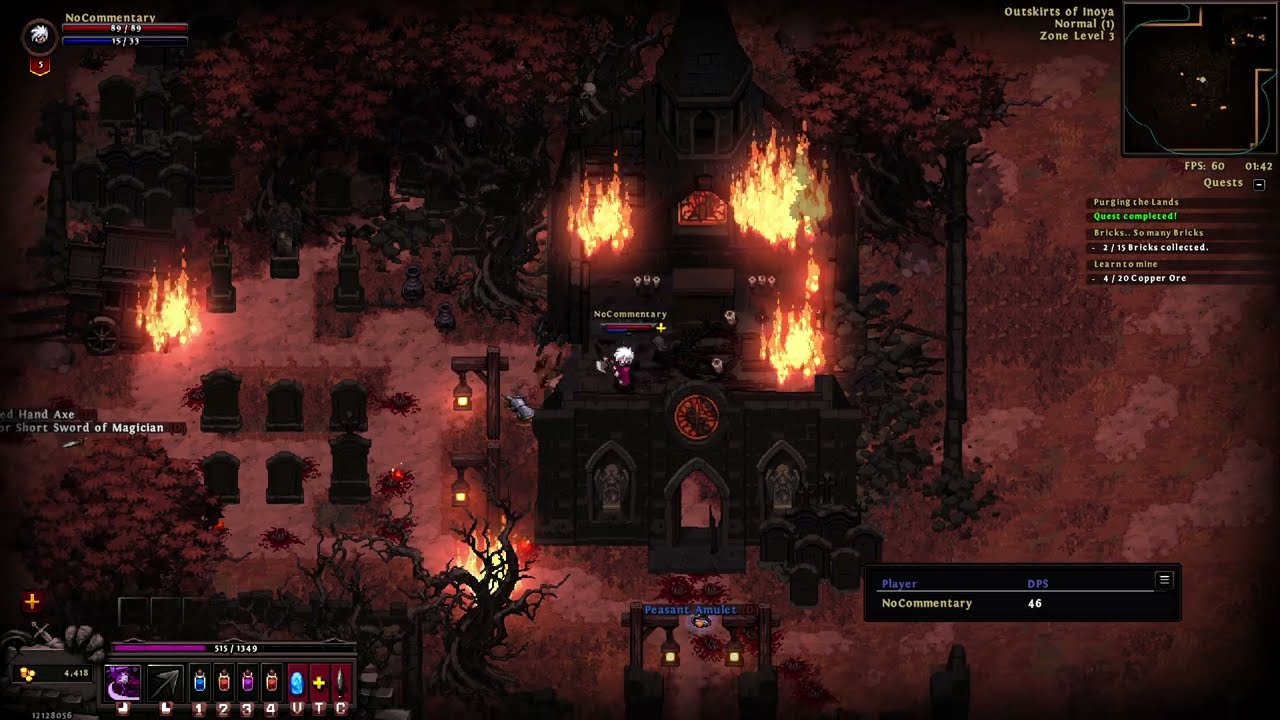 NoCommentary
89 / 89
15 / 33
5
Outskirts of Inoya
Normal (1)
Zone Level 3
FPS: 60 01:42
Quests
Purging the Lands
Quest completed!
Bricks.. So many Bricks
- 2 / 15 Bricks collected.
Learn to mine
- 4 / 20 Copper Ore
NoCommentary
ed Hand Axe
or Short Sword of Magician (D)
Player DPS
NoCommentary 46
Peasant Amulet (D)
515 / 1349
4,418
1 2 3 4 V T C
12128056